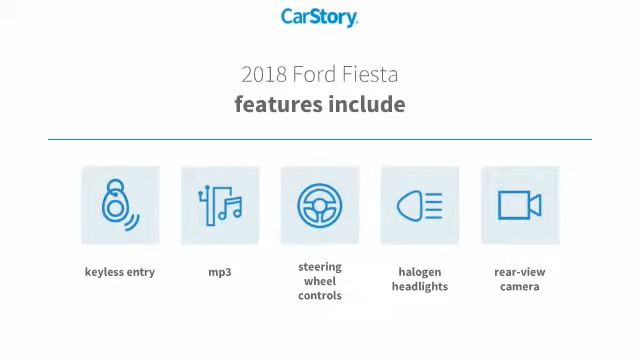 CarStory
2018 Ford Fiesta
features include
keyless entry
mp3
steering
wheel
controls
halogen
headlights
rear-view
camera